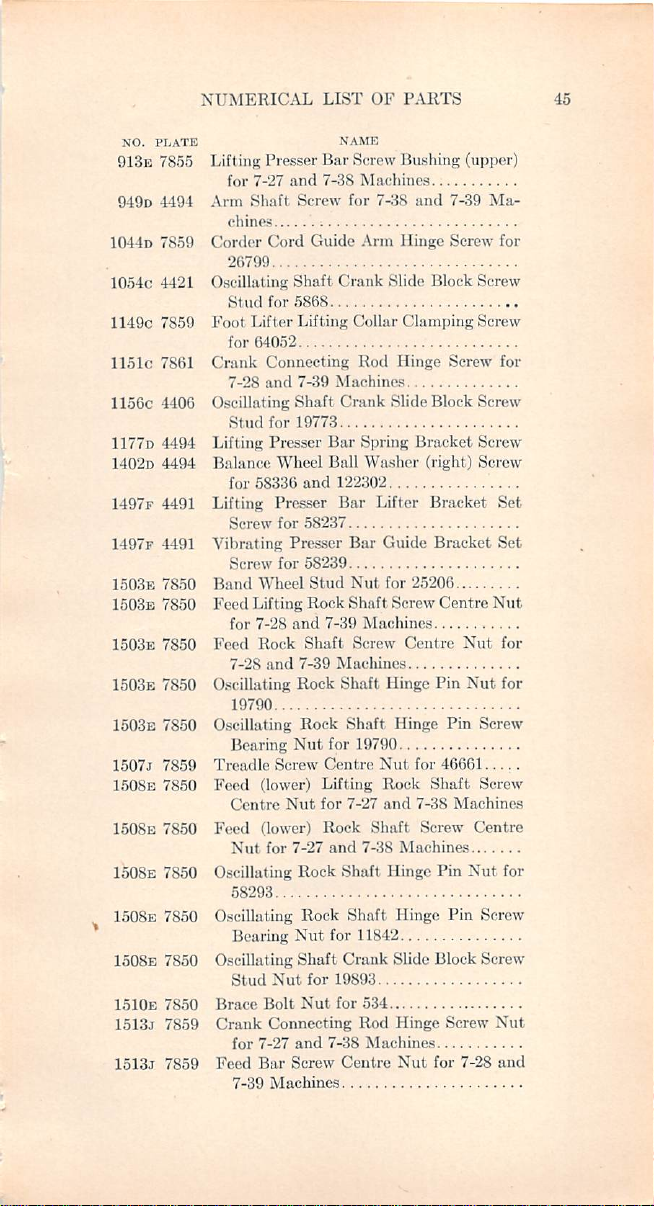 NUMERICAL LIST OF PARTS 45
NO. PLATE NAME
913E 7855 Lifting Presser Bar Screw Bushing (upper)
for 7-27 and 7-38 Machines...........
949D 4494 Arm Shaft Screw for 7-38 and 7-39 Ma-
chines..............................
1044D 7859 Corder Cord Guide Arm Hinge Screw for
26799..............................
1054C 4421 Oscillating Shaft Crank Slide Block Screw
Stud for 5868.......................
1149C 7859 Foot Lifter Lifting Collar Clamping Screw
for 64052...........................
1151C 7861 Crank Connecting Rod Hinge Screw for
7-28 and 7-39 Machines..............
1156C 4406 Oscillating Shaft Crank Slide Block Screw
Stud for 19773......................
1177D 4494 Lifting Presser Bar Spring Bracket Screw
1402D 4494 Balance Wheel Ball Washer (right) Screw
for 58336 and 122302................
1497F 4491 Lifting Presser Bar Lifter Bracket Set
Screw for 58237.....................
1497F 4491 Vibrating Presser Bar Guide Bracket Set
Screw for 58239.....................
1503E 7850 Band Wheel Stud Nut for 25206........
1503E 7850 Feed Lifting Rock Shaft Screw Centre Nut
for 7-28 and 7-39 Machines...........
1503E 7850 Feed Rock Shaft Screw Centre Nut for
7-28 and 7-39 Machines..............
1503E 7850 Oscillating Rock Shaft Hinge Pin Nut for
19790..............................
1503E 7850 Oscillating Rock Shaft Hinge Pin Screw
Bearing Nut for 19790...............
1507J 7859 Treadle Screw Centre Nut for 46661.....
1508E 7850 Feed (lower) Lifting Rock Shaft Screw
Centre Nut for 7-27 and 7-38 Machines
1508E 7850 Feed (lower) Rock Shaft Screw Centre
Nut for 7-27 and 7-38 Machines.......
1508E 7850 Oscillating Rock Shaft Hinge Pin Nut for
58293..............................
1508E 7850 Oscillating Rock Shaft Hinge Pin Screw
Bearing Nut for 11842...............
1508E 7850 Oscillating Shaft Crank Slide Block Screw
Stud Nut for 19893..................
1510E 7850 Brace Bolt Nut for 534................
1513J 7859 Crank Connecting Rod Hinge Screw Nut
for 7-27 and 7-38 Machines...........
1513J 7859 Feed Bar Screw Centre Nut for 7-28 and
7-39 Machines......................